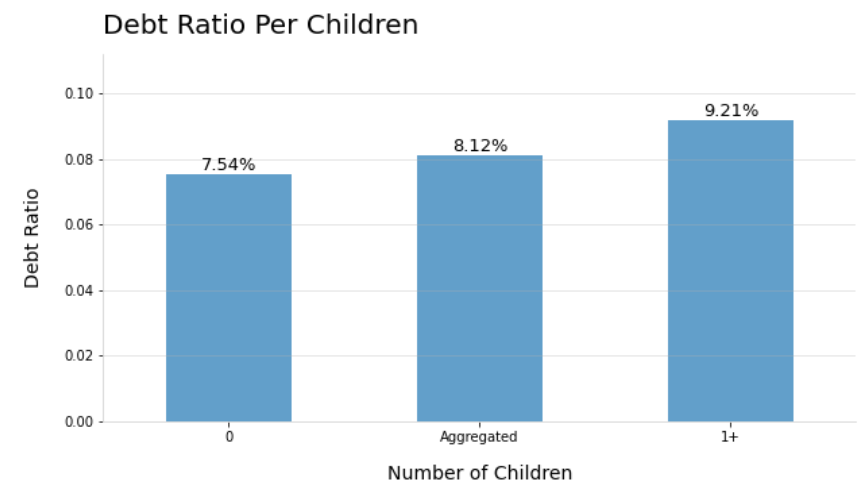 Debt Ratio Per Children
0.10
0.08
0.06
0.04
0.02
0.00
Debt Ratio
7.54%
8.12%
9.21%
0
Aggregated
1+
Number of Children